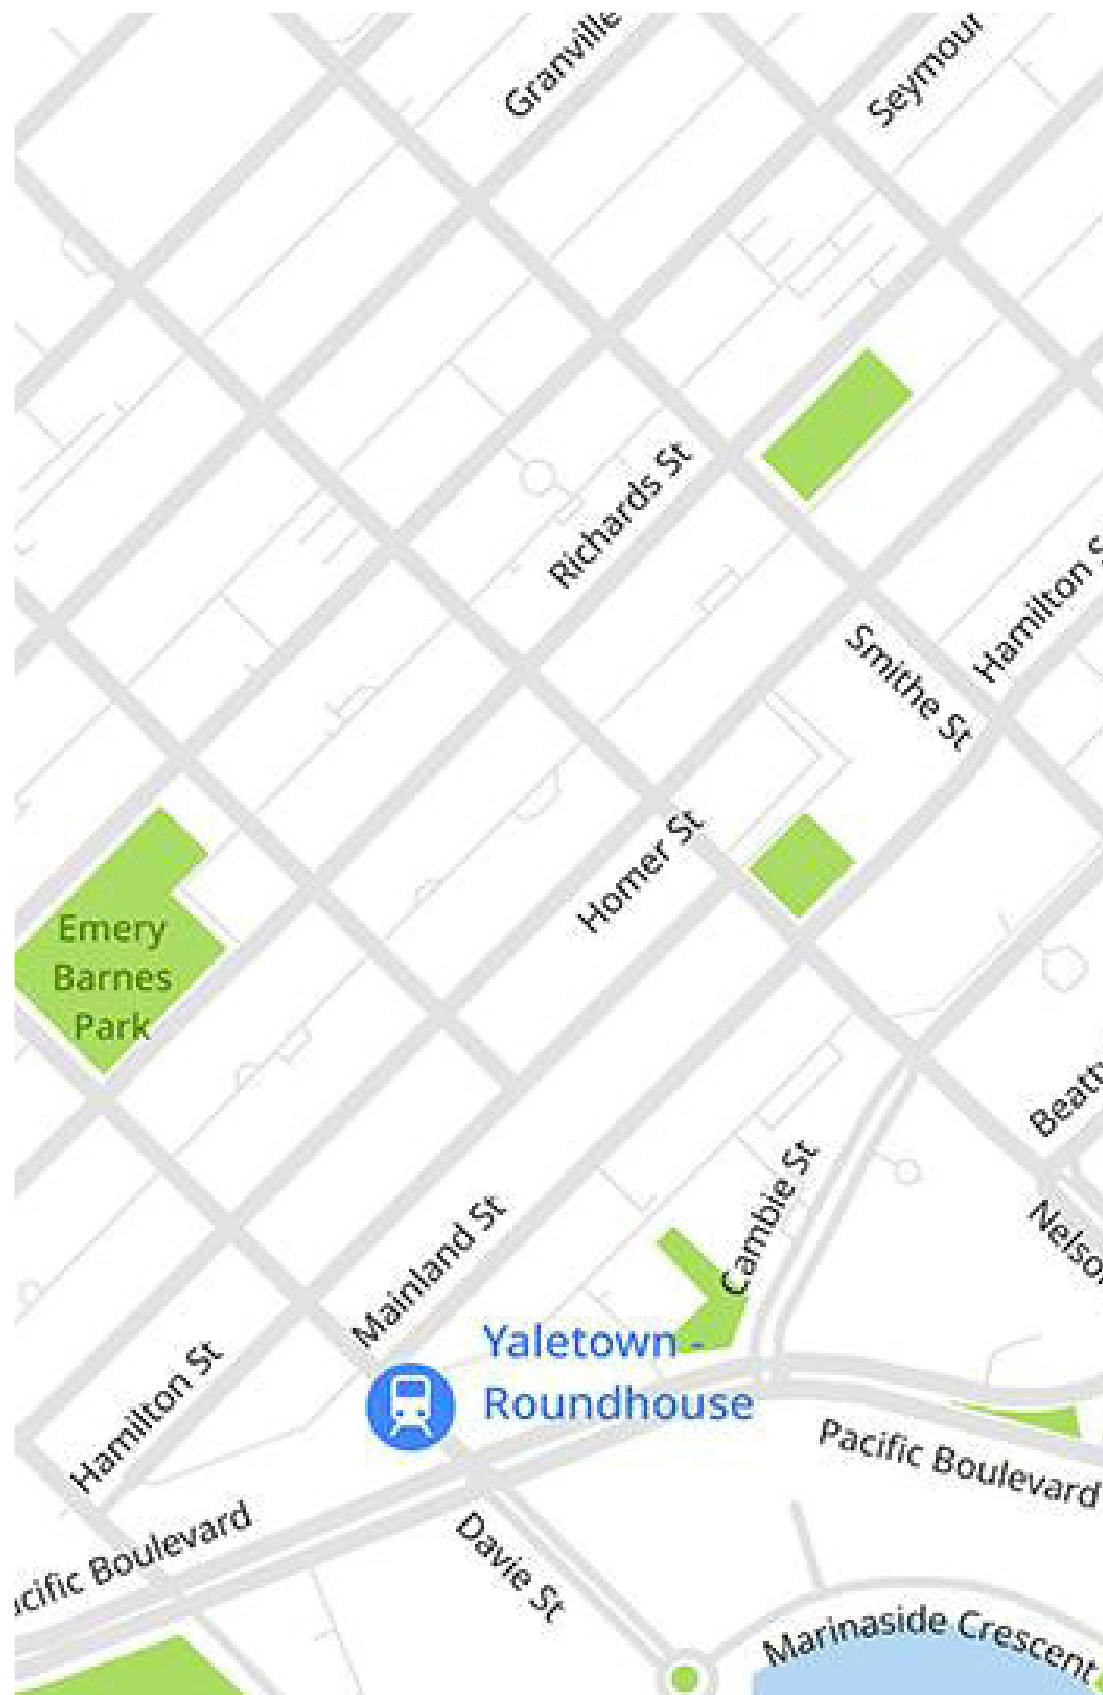 Granville
Seymour
Richards St
Hamilton S
Smithe St
Homer St
Emery
Barnes
Park
Beatr
Cambie St
Nelso
Mainland St
Yaletown -
Roundhouse
Hamilton St
Pacific Boulevard
cific Boulevard
Davie St
Marinaside Crescent